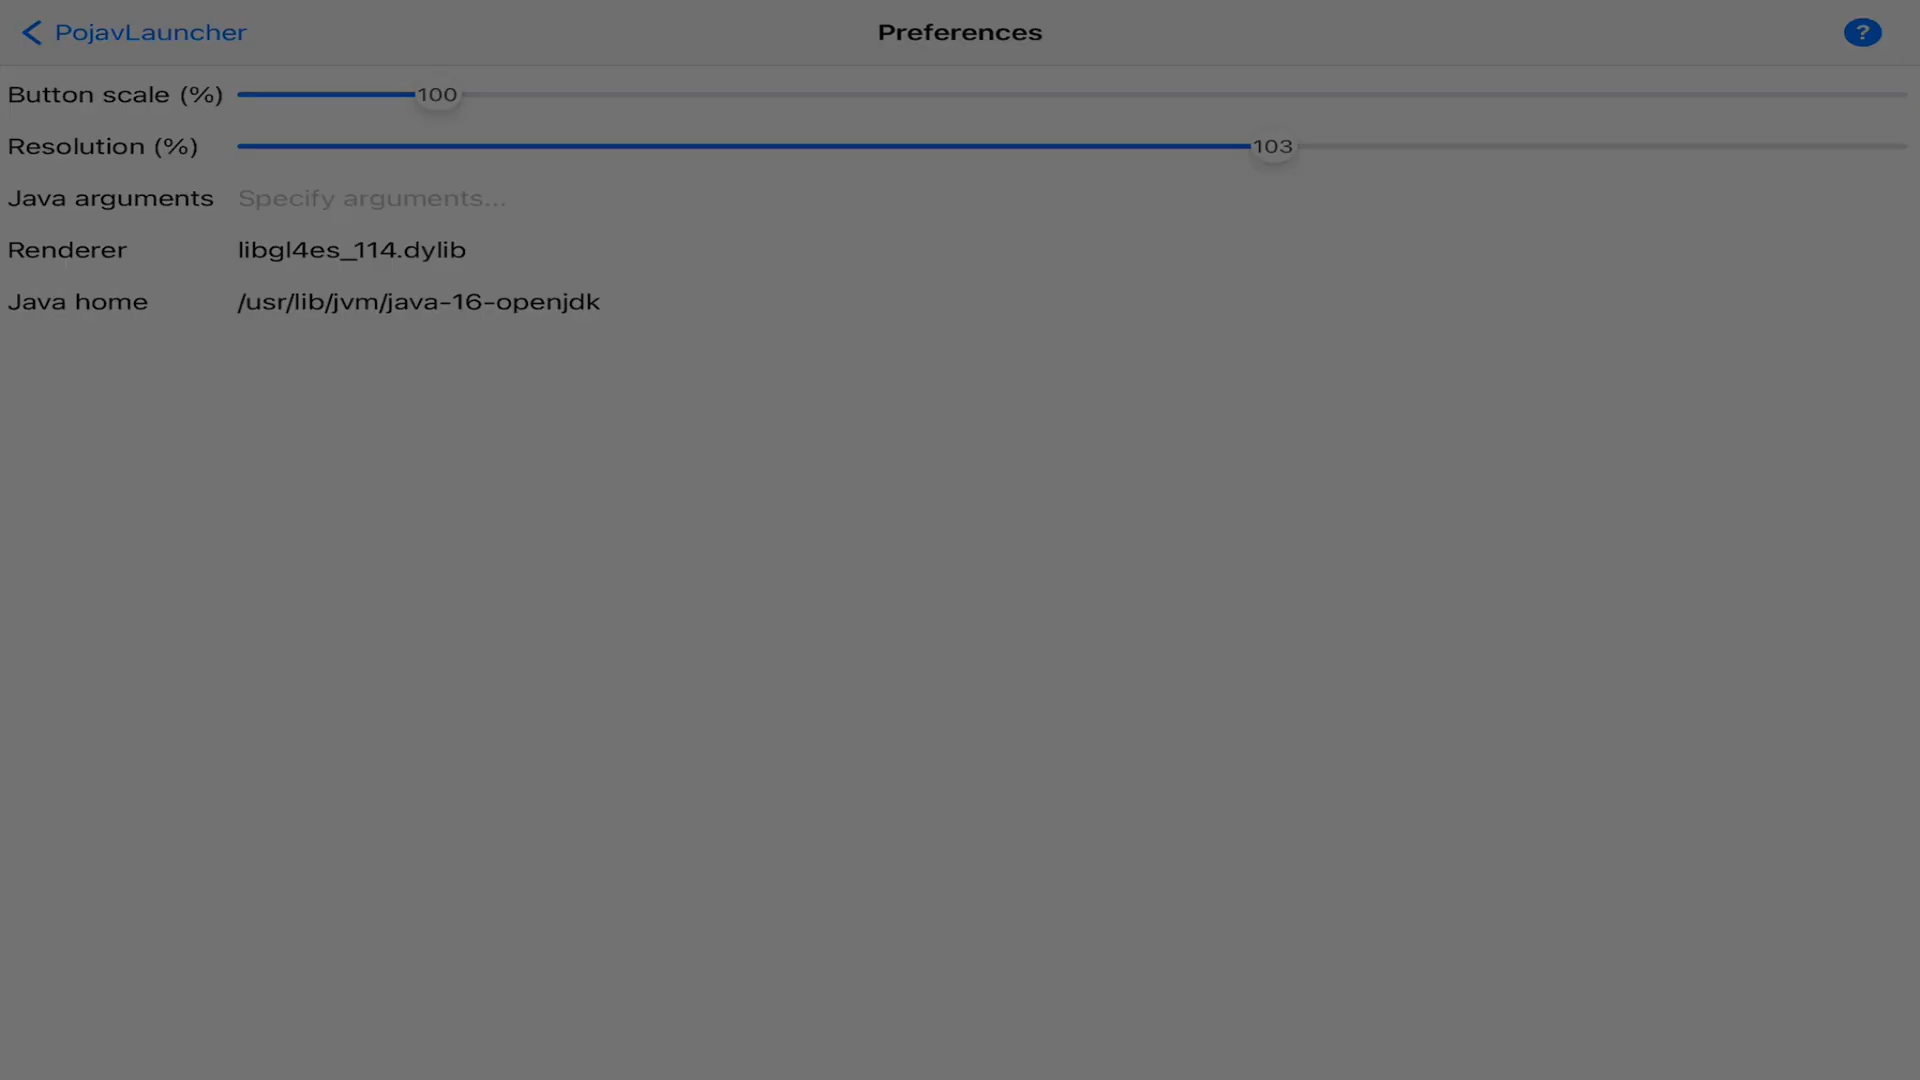 PojavLauncher
Preferences
?
Button scale (%) 100
Resolution (%) 103
Java arguments Specify arguments...
Renderer libgl4es_114.dylib
Java home /usr/lib/jvm/java-16-openjdk